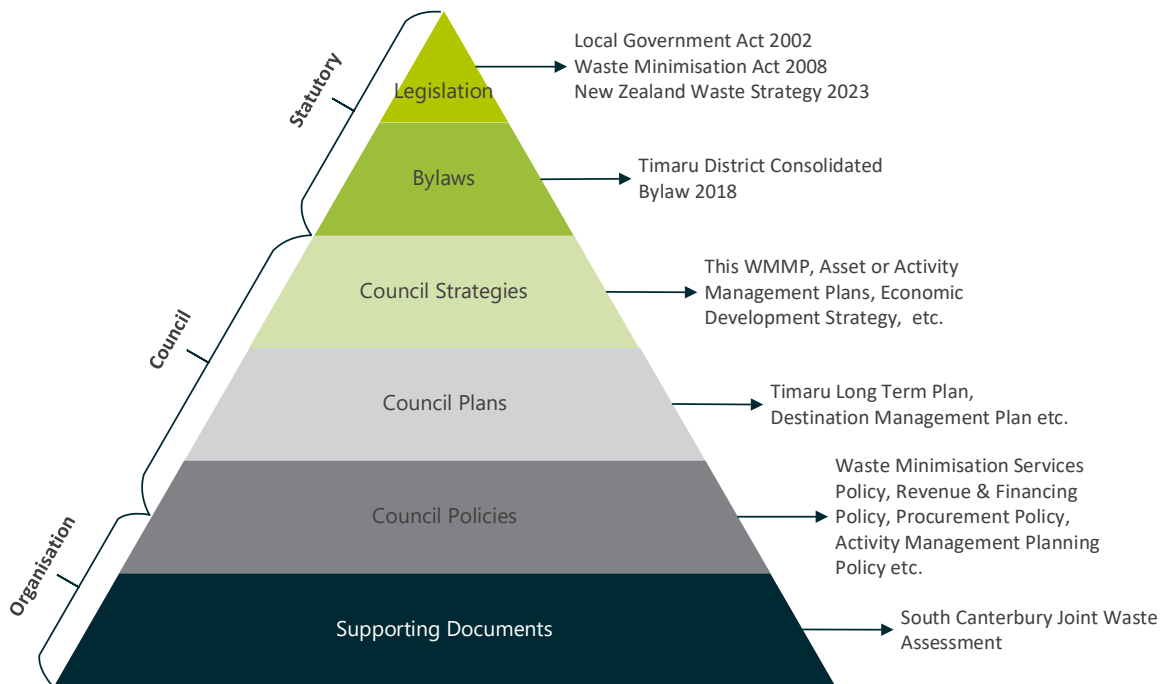 Statutory
Legislation
Local Government Act 2002
Waste Minimisation Act 2008
New Zealand Waste Strategy 2023
Bylaws
Timaru District Consolidated
Bylaw 2018
Council
Council Strategies
This WMMP, Asset or Activity
Management Plans, Economic
Development Strategy, etc.
Council Plans
Timaru Long Term Plan,
Destination Management Plan etc.
Organisation
Council Policies
Waste Minimisation Services
Policy, Revenue & Financing
Policy, Procurement Policy,
Activity Management Planning
Policy etc.
Supporting Documents
South Canterbury Joint Waste
Assessment